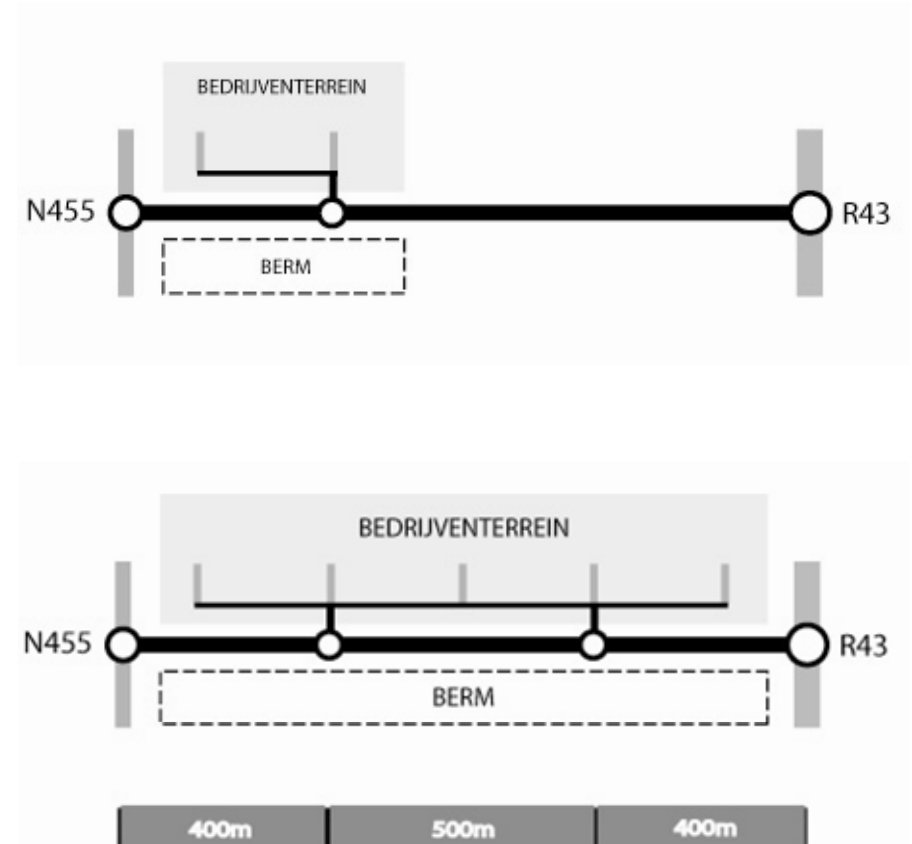 BEDRIJVENTERREIN
N455
R43
BERM
BEDRIJVENTERREIN
N455
R43
BERM
400m 500m 400m